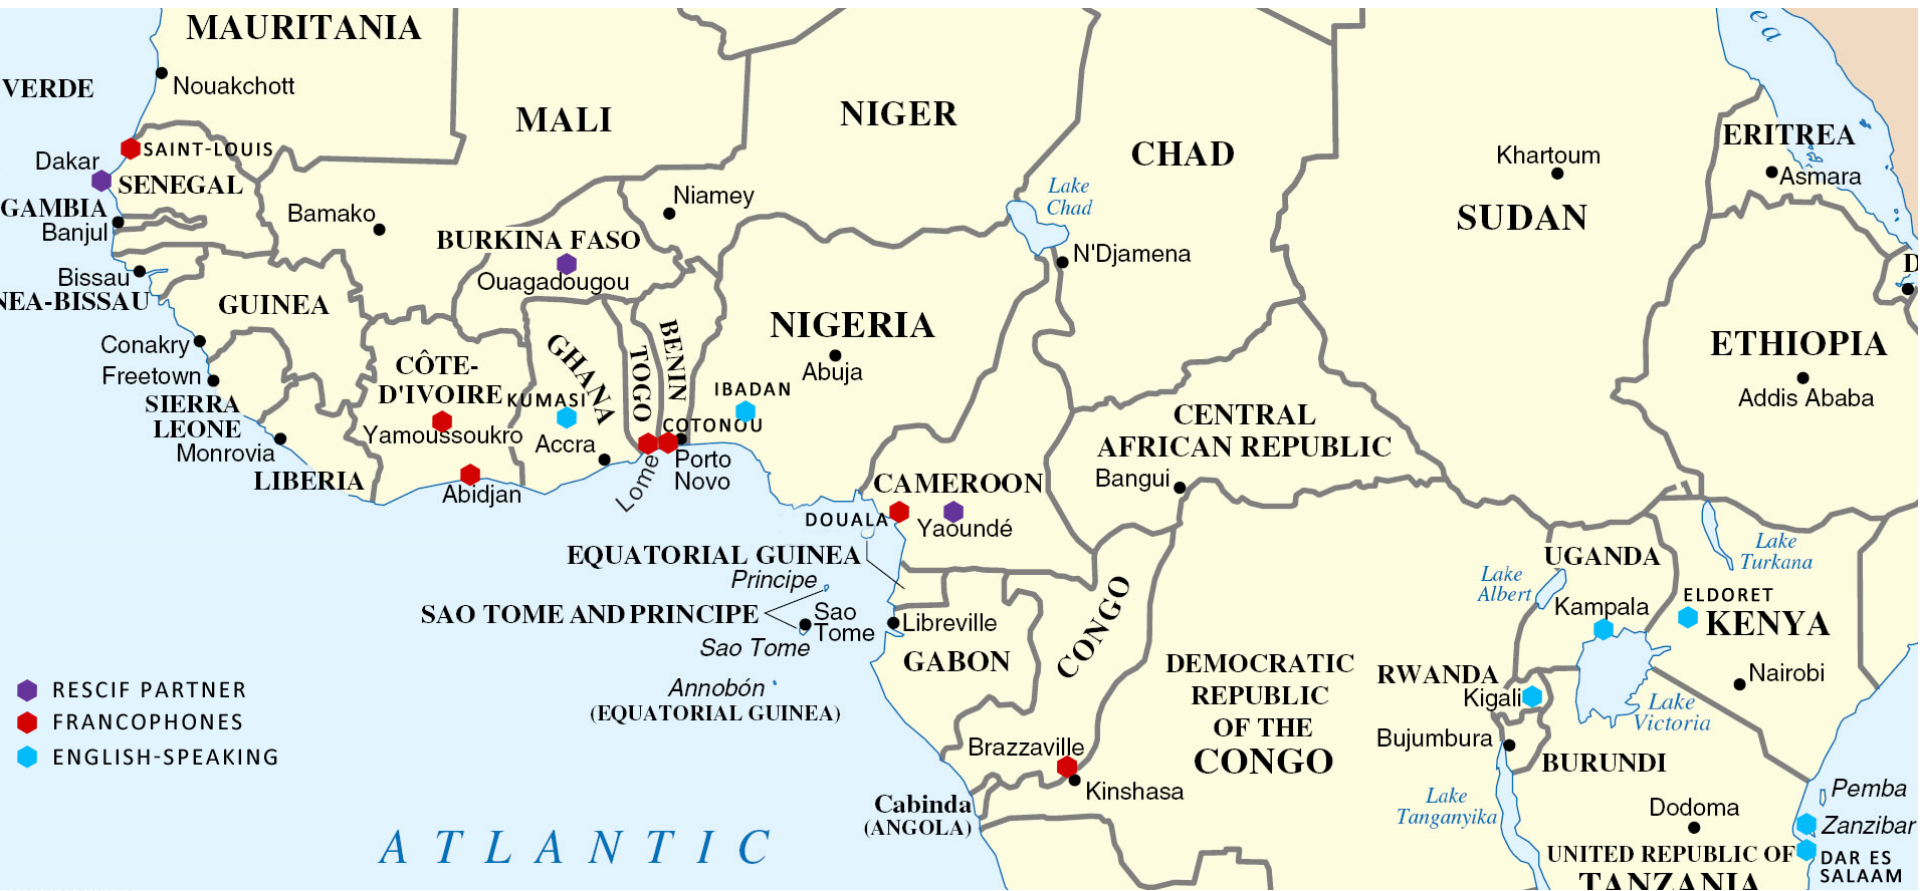 MAURITANIA
Nouakchott
VERDE
MALI
NIGER
CHAD
SUDAN
Khartoum
ERITREA
Asmara
ea
SAINT-LOUIS
Dakar
SENEGAL
GAMBIA
Banjul
Bamako
Niamey
Lake
Chad
N'Djamena
BURKINA FASO
Ouagadougou
Bissau
NEA-BISSAU
GUINEA
D
Conakry
Freetown
SIERRA
LEONE
Monrovia
LIBERIA
CÔTE-
D'IVOIRE
Yamoussoukro
Abidjan
GHANA
KUMASI
Accra
TOGO
BENIN
Lome
COTONOU
Porto
Novo
IBADAN
NIGERIA
Abuja
ETHIOPIA
Addis Ababa
CENTRAL
AFRICAN REPUBLIC
Bangui
CAMEROON
DOUALA
Yaoundé
EQUATORIAL GUINEA
Principe
SAO TOME AND PRINCIPE
Sao
Tome
Sao Tome
Annobón
(EQUATORIAL GUINEA)
Libreville
GABON
CONGO
Brazzaville
Kinshasa
DEMOCRATIC
REPUBLIC
OF THE
CONGO
Cabinda
(ANGOLA)
UGANDA
Lake
Albert
Kampala
Lake
Turkana
ELDORET
KENYA
Nairobi
RWANDA
Kigali
Lake
Victoria
Bujumbura
BURUNDI
Lake
Tanganyika
Dodoma
Pemba
Zanzibar
DAR ES
SALAAM
UNITED REPUBLIC OF
TANZANIA
RESCIF PARTNER
FRANCOPHONES
ENGLISH-SPEAKING
ATLANTIC